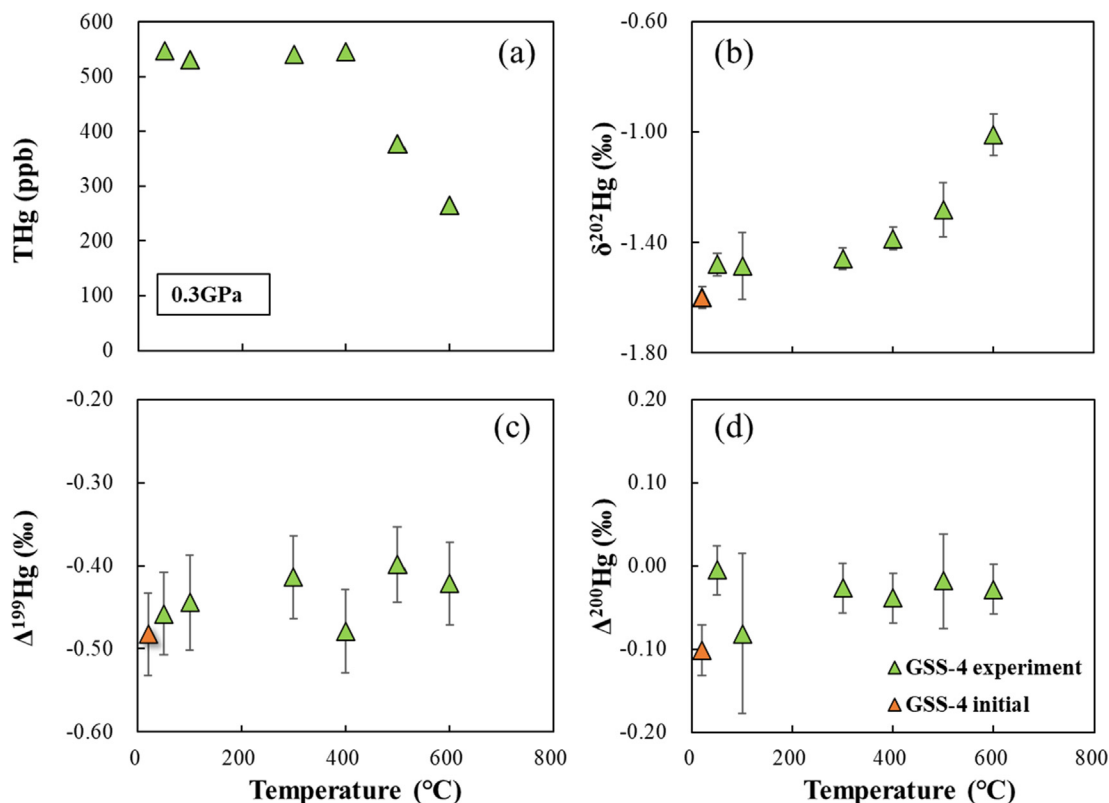 600
500
400
300
200
100
0
THg (ppb)
(a)
0.3GPa
-0.60
-1.00
-1.40
-1.80
δ²⁰²Hg (‰)
(b)
-0.20
-0.30
-0.40
-0.50
-0.60
Δ¹⁹⁹Hg (‰)
(c)
0 200 400 600 800
Temperature (°C)
0.20
0.10
0.00
-0.10
-0.20
Δ²⁰⁰Hg (‰)
(d)
GSS-4 experiment
GSS-4 initial
0 200 400 600 800
Temperature (°C)